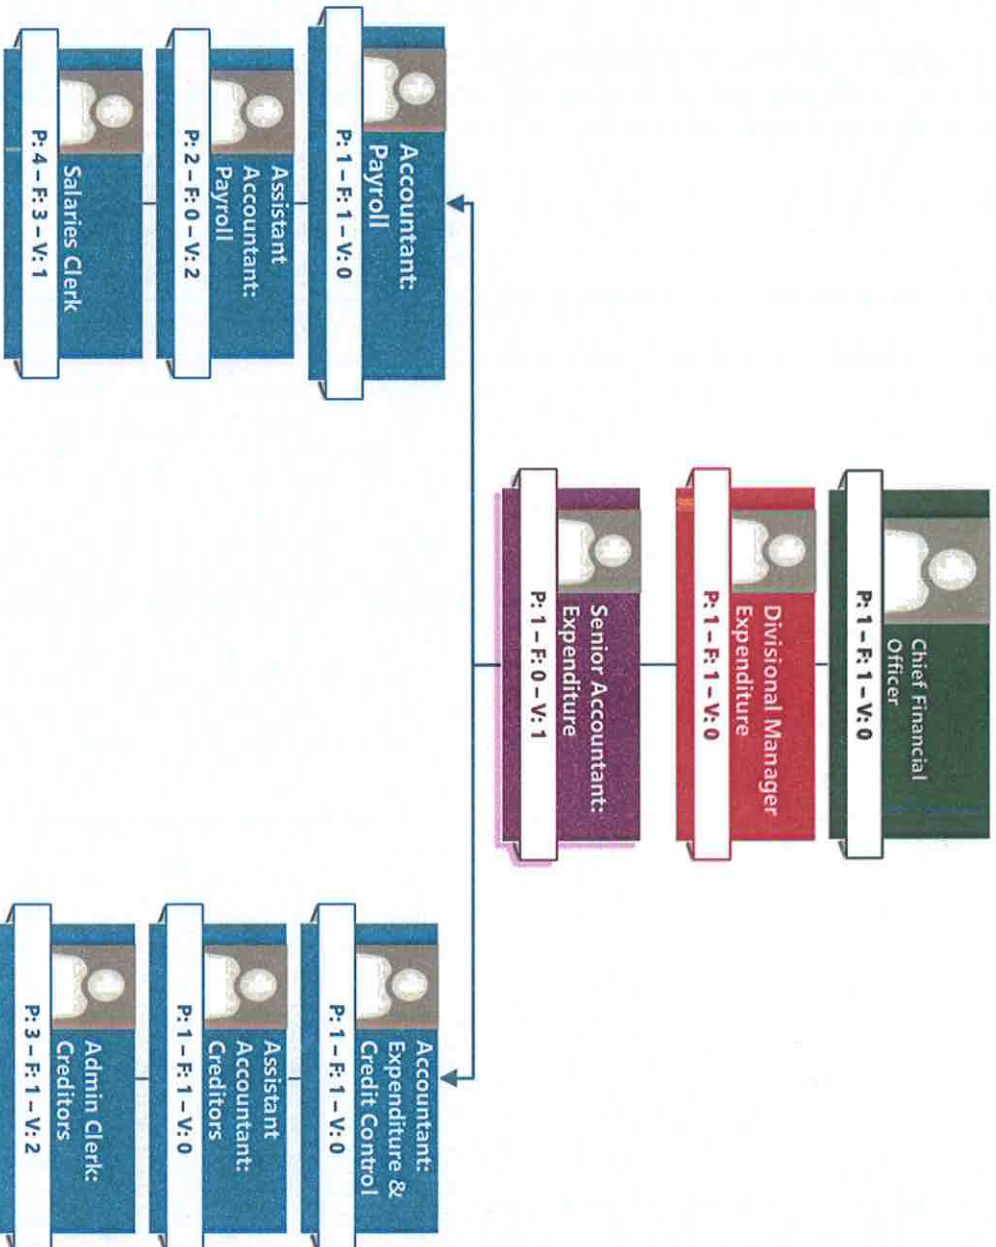 Chief Financial
Officer
P: 1 – F: 1 – V: 0
Divisional Manager
Expenditure
P: 1 – F: 1 – V: 0
Senior Accountant:
Expenditure
P: 1 – F: 0 – V: 1
Accountant:
Payroll
P: 1 – F: 1 – V: 0
Assistant
Accountant:
Payroll
P: 2 – F: 0 – V: 2
Salaries Clerk
P: 4 – F: 3 – V: 1
Accountant:
Expenditure &
Credit Control
P: 1 – F: 1 – V: 0
Assistant
Accountant:
Creditors
P: 1 – F: 1 – V: 0
Admin Clerk:
Creditors
P: 3 – F: 1 – V: 2